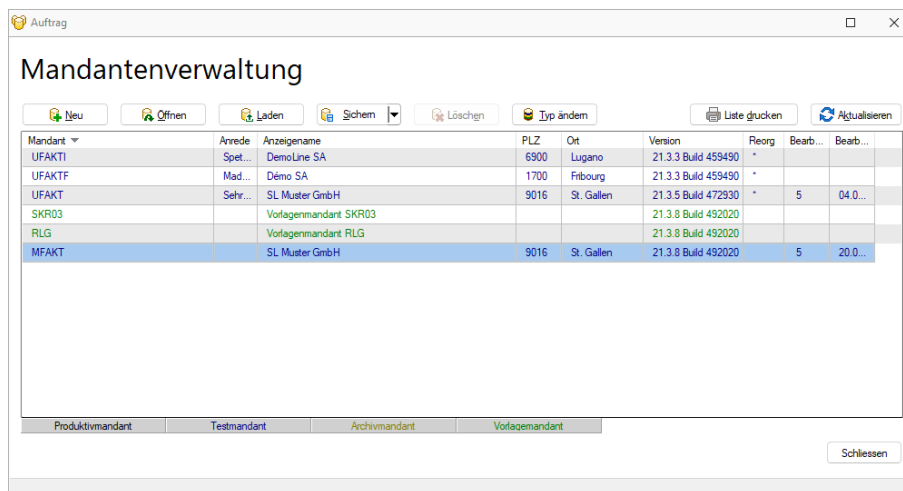 Auftrag
Mandantenverwaltung
Neu Öffnen Laden Sichern Löschen Typ ändern Liste drucken Aktualisieren
Mandant Anrede Anzeigename PLZ Ort Version Reorg Bearb... Bearb...
UFAKTI Spet... DemoLine SA 6900 Lugano 21.3.3 Build 459490 *
UFAKTF Mad... Démo SA 1700 Fribourg 21.3.3 Build 459490 *
UFAKT Sehr... SL Muster GmbH 9016 St. Gallen 21.3.5 Build 472930 * 5 04.0...
SKR03 Vorlagenmandant SKR03 21.3.8 Build 492020
RLG Vorlagenmandant RLG 21.3.8 Build 492020
MFAKT SL Muster GmbH 9016 St. Gallen 21.3.8 Build 492020 5 20.0...
Produktivmandant Testmandant Archivmandant Vorlagemandant
Schliessen